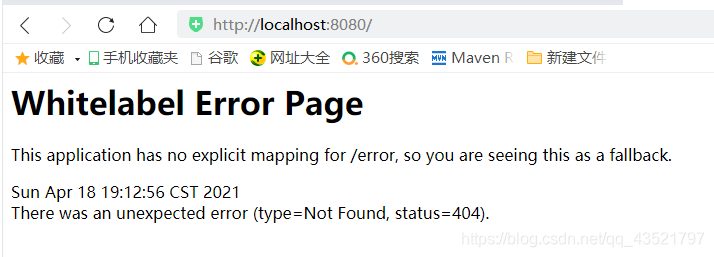 http://localhost:8080/
收藏 手机收藏夹 谷歌 网址大全 360搜索 Maven R 新建文件
Whitelabel Error Page
This application has no explicit mapping for /error, so you are seeing this as a fallback.
Sun Apr 18 19:12:56 CST 2021
There was an unexpected error (type=Not Found, status=404).
https://blog.csdn.net/qq_43521797